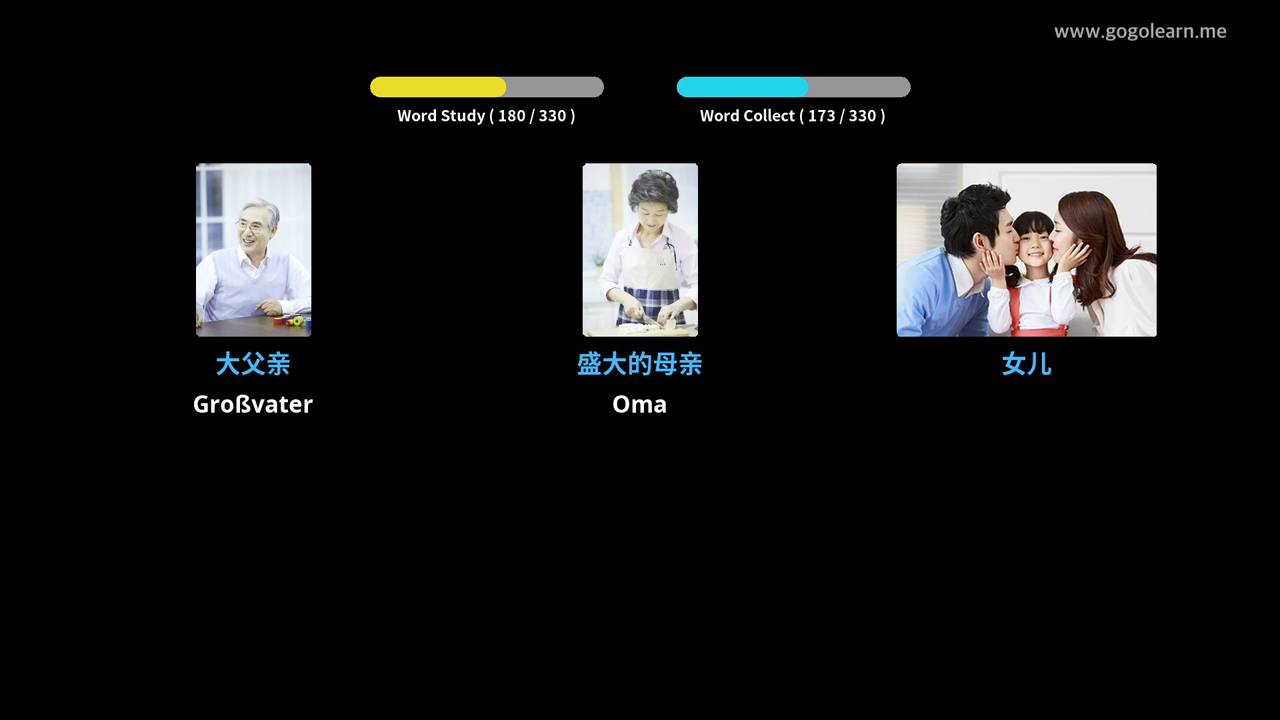 www.gogolearn.me
Word Study ( 180 / 330 )
Word Collect ( 173 / 330 )
大父亲
盛大的母亲
女儿
Großvater
Oma